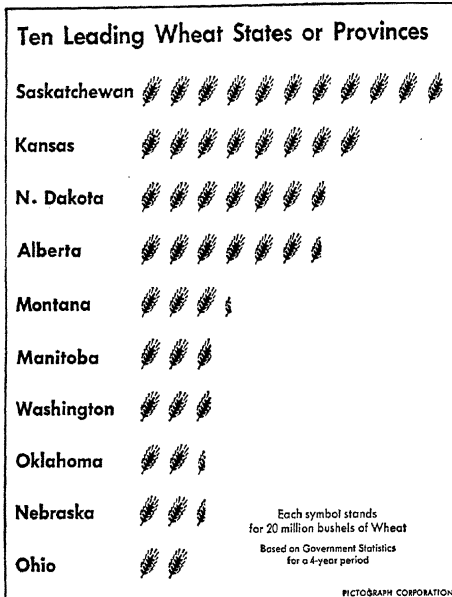 Ten Leading Wheat States or Provinces
Saskatchewan
Kansas
N. Dakota
Alberta
Montana
Manitoba
Washington
Oklahoma
Nebraska
Ohio
Each symbol stands
for 20 million bushels of Wheat
Based on Government Statistics
for a 4-year period
PICTOGRAPH CORPORATION